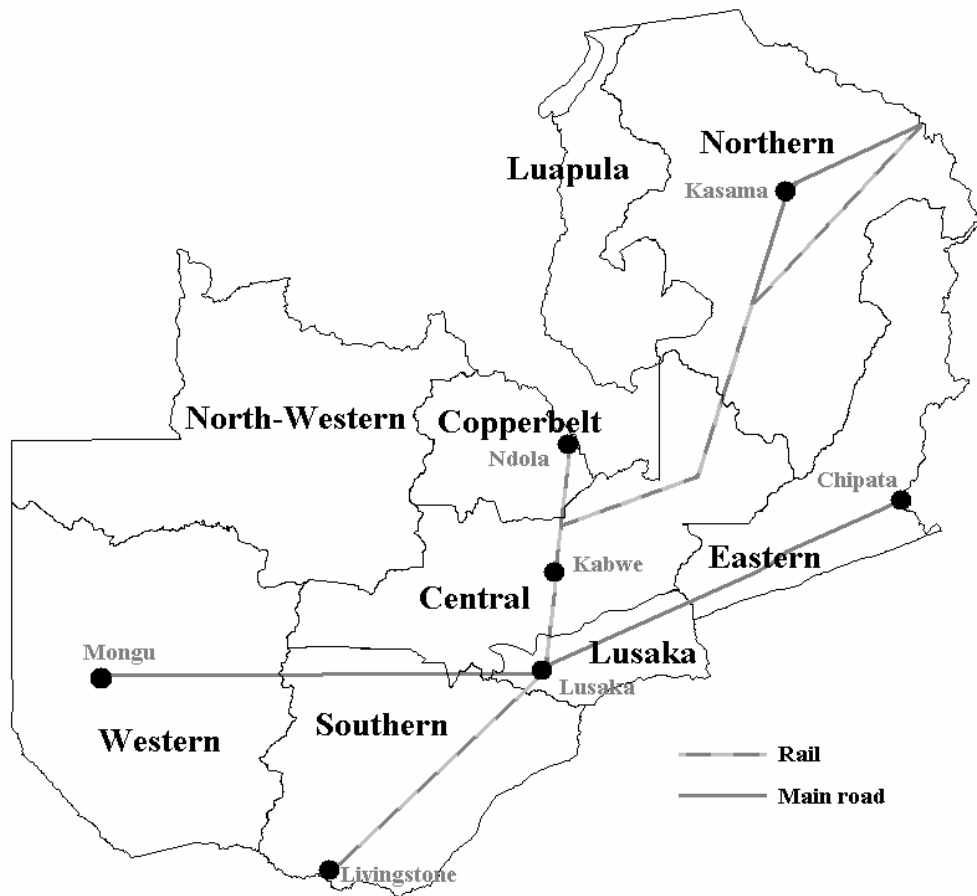 Northern
Luapula
Kasama
North-Western
Copperbelt
Ndola
Chipata
Eastern
Kabwe
Central
Mongu
Lusaka
Lusaka
Southern
Western
Rail
Main road
Livingstone